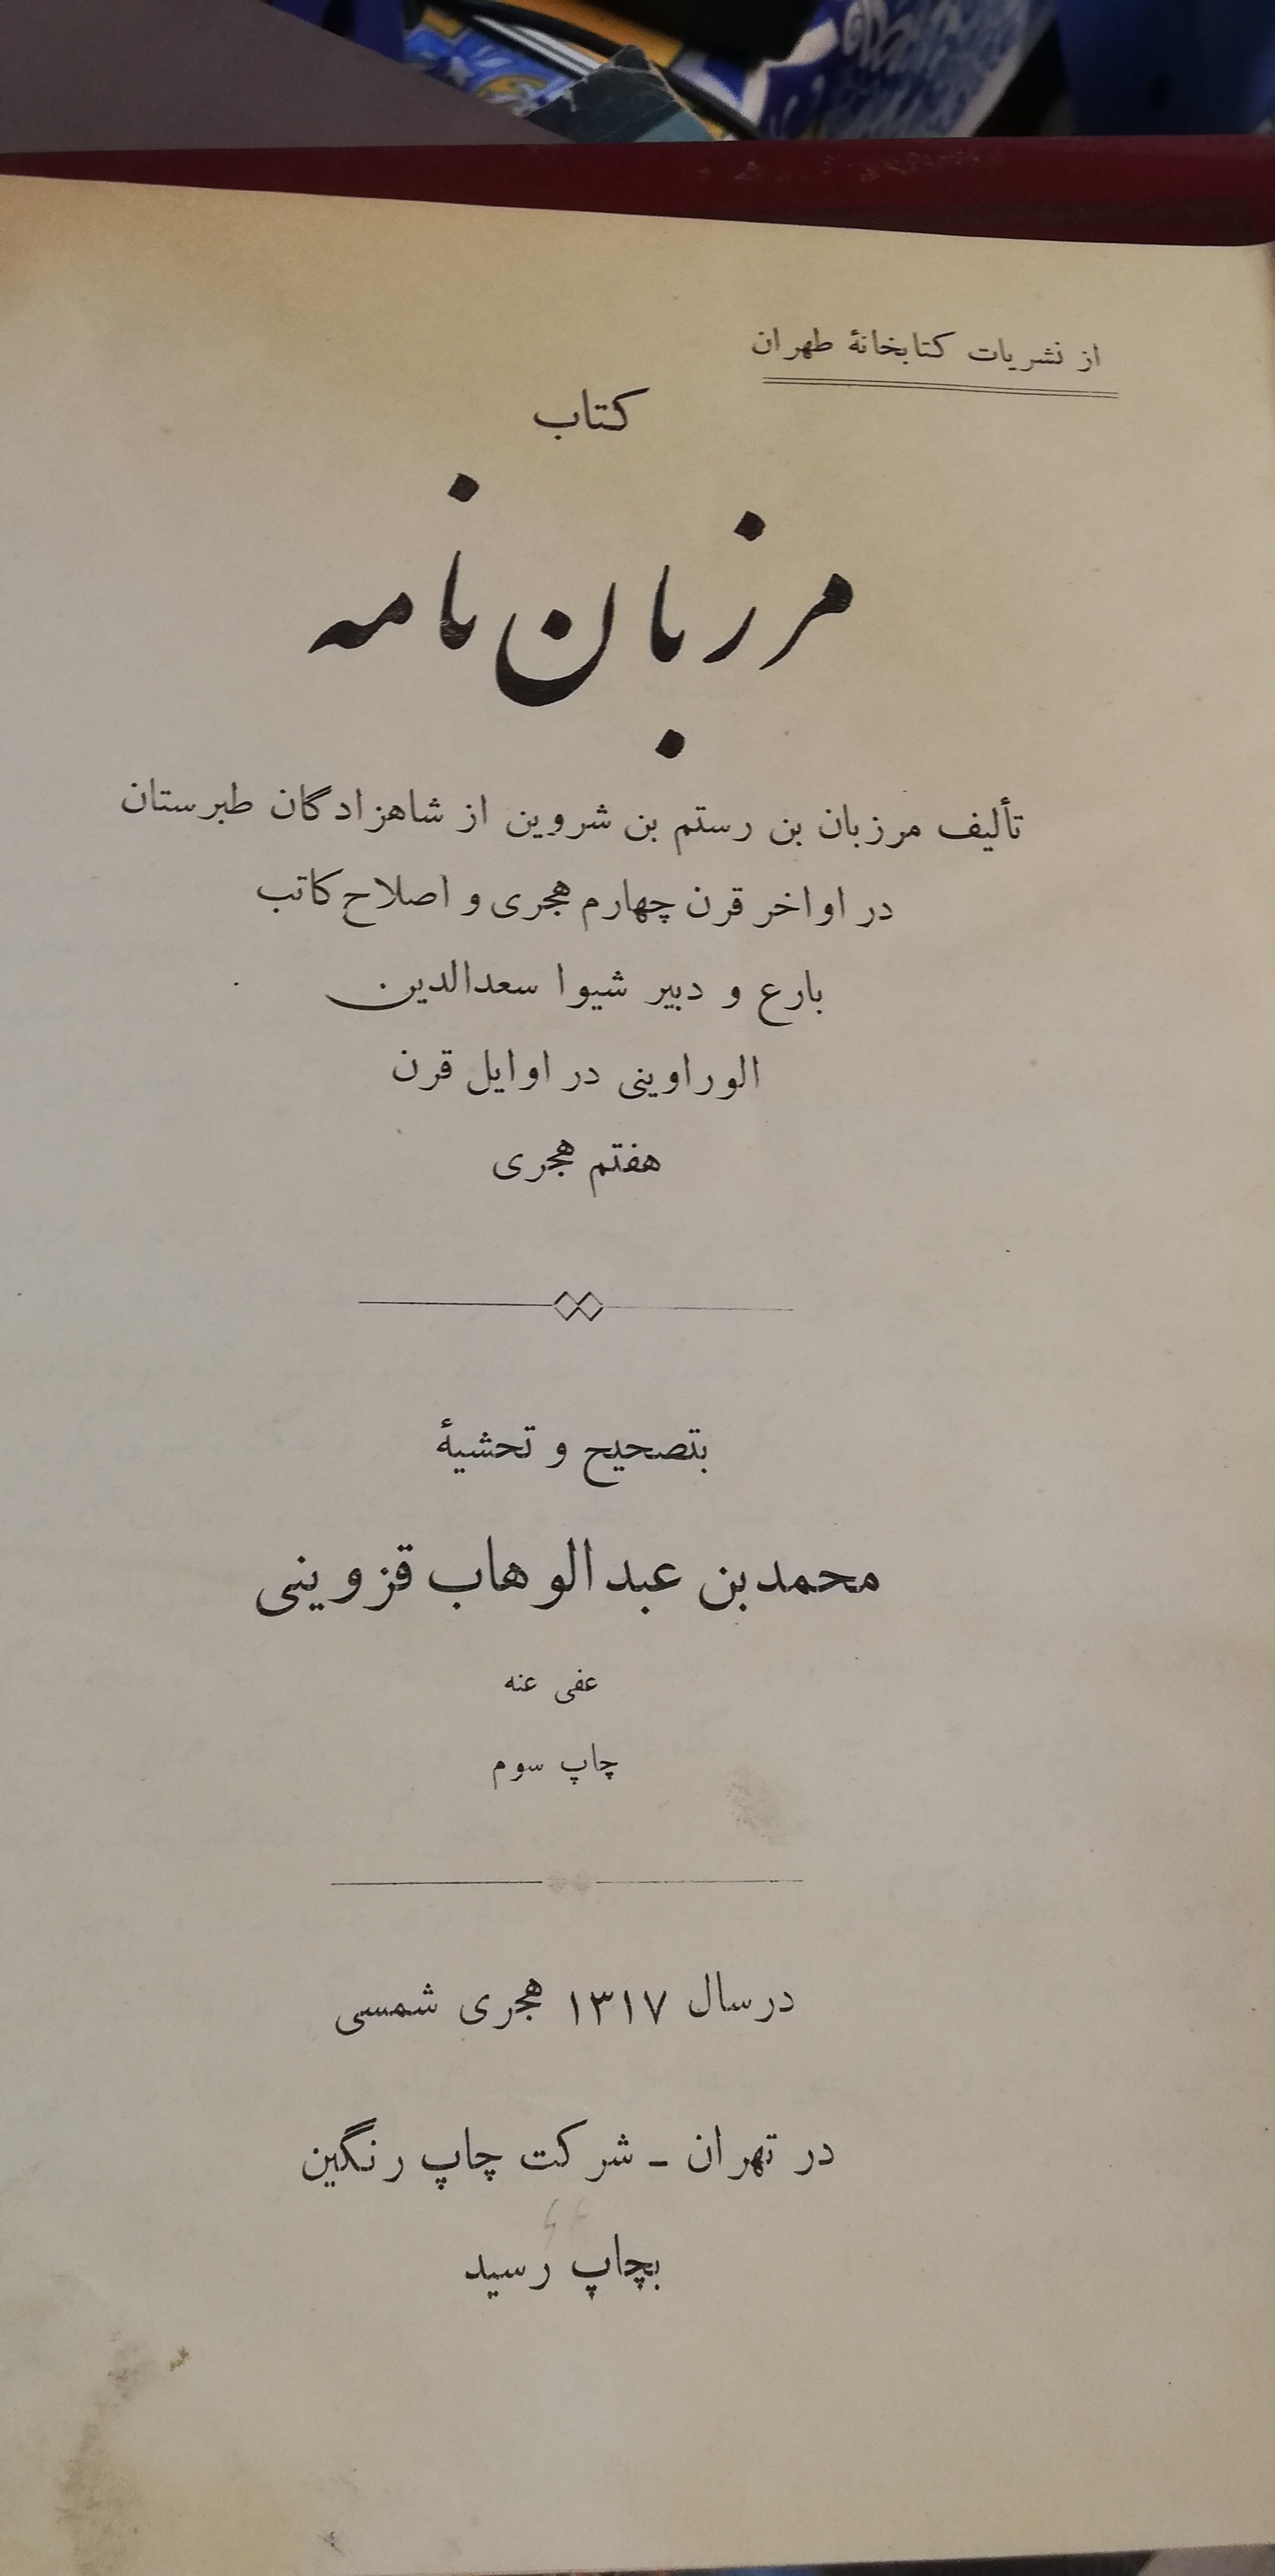 از نشریات کتابخانهٔ طهران
کتاب
مرزبان نامه
تألیف مرزبان بن رستم بن شروین از شاهزادگان طبرستان
در اواخر قرن چهارم هجری و اصلاح کاتب
بارع و دبیر شیوا سعدالدین
الوراوینی در اوایل قرن
هفتم هجری
بتصحیح و تحشیهٔ
محمد بن عبدالوهاب قزوینی
عفی عنه
چاپ سوم
در سال ۱۳۱۷ هجری شمسی
در تهران ـ شرکت چاپ رنگین
بچاپ رسید